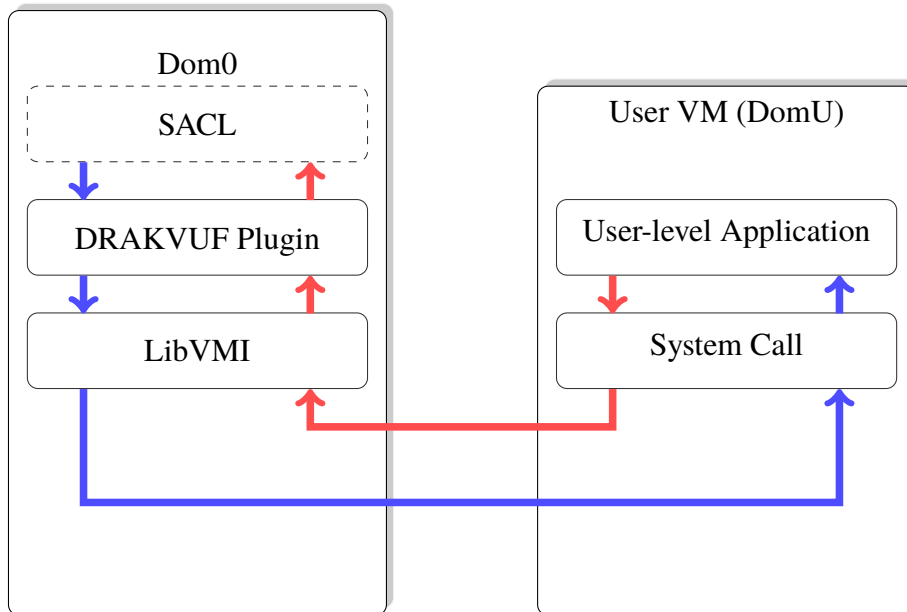 Dom0
SACL
DRAKVUF Plugin
LibVMI
User VM (DomU)
User-level Application
System Call